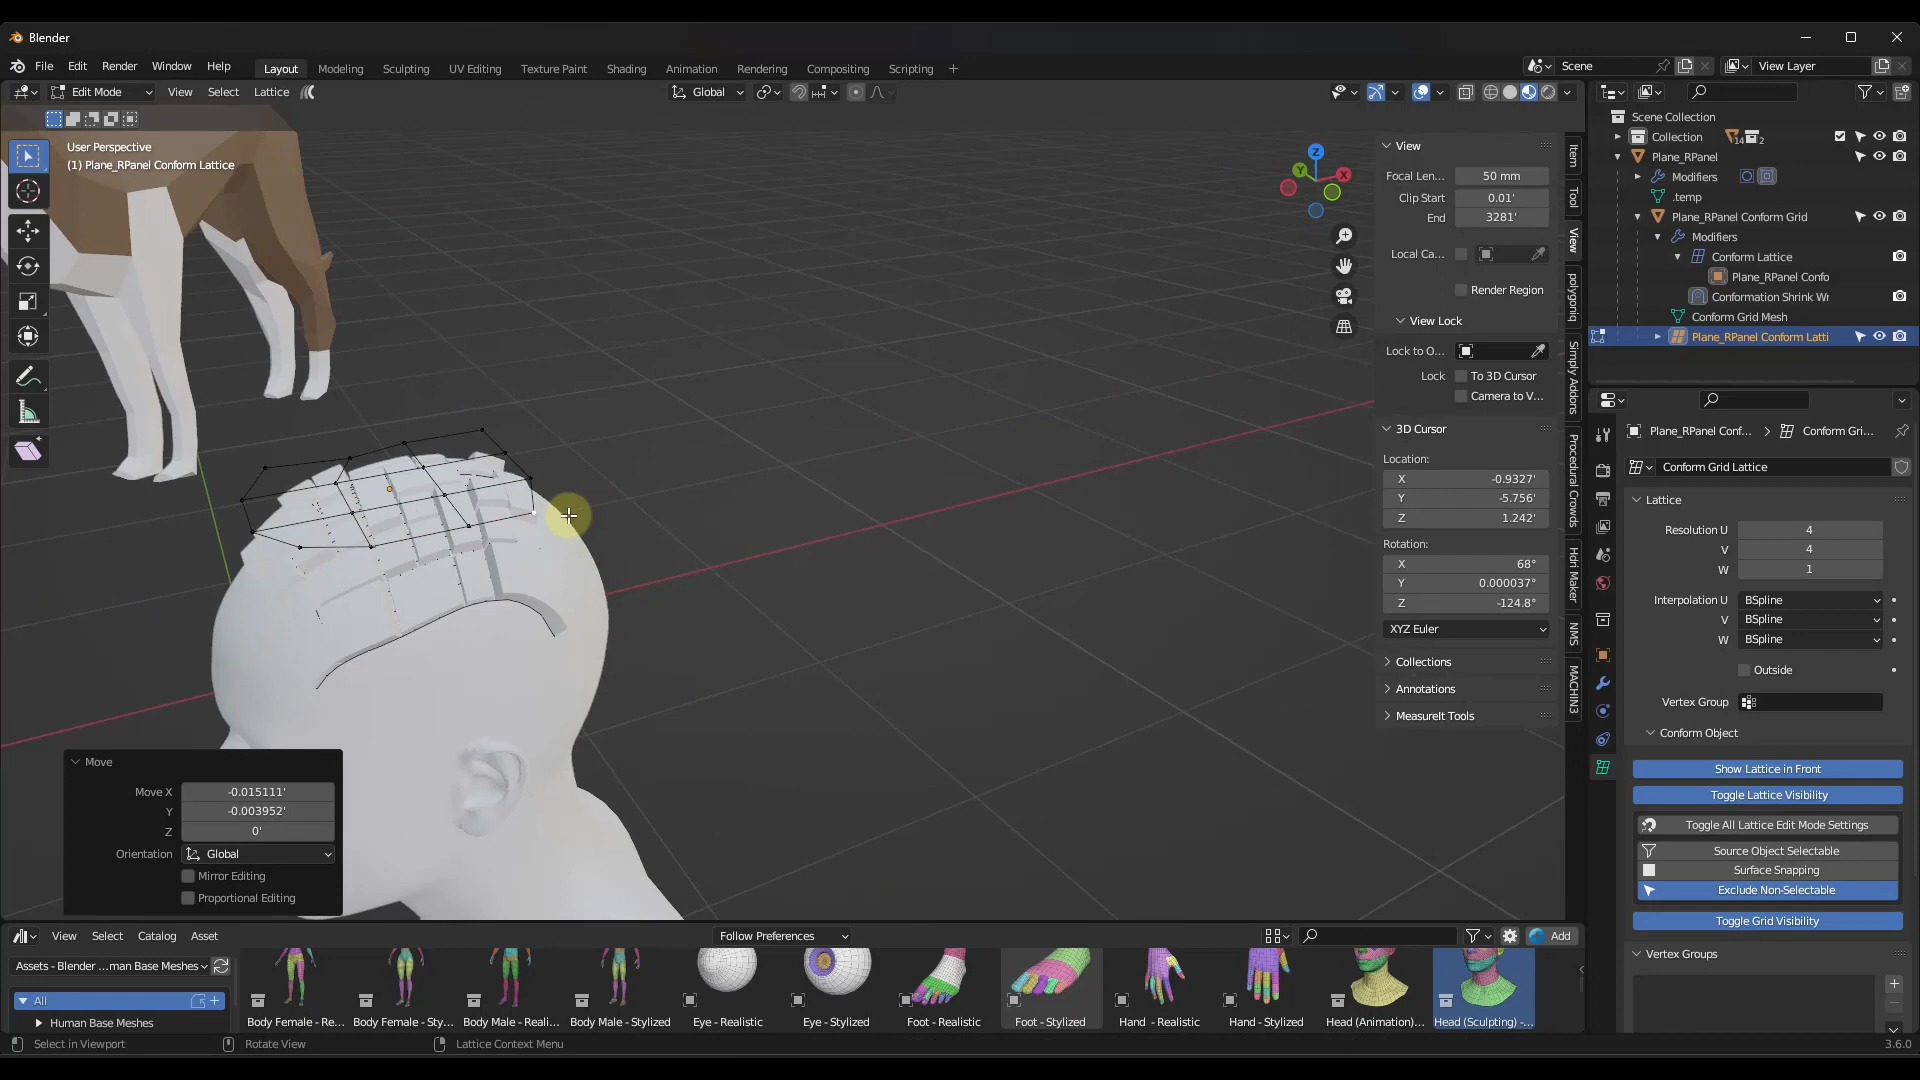 Blender
File Edit Render Window Help
Layout Modeling Sculpting UV Editing Texture Paint Shading Animation Rendering Compositing Scripting +
Scene
View Layer
Edit Mode View Select Lattice
Global
User Perspective
(1) Plane_RPanel Conform Lattice
Z
Y
X
View
Focal Len... 50 mm
Clip Start 0.01'
End 3281'
Local Ca...
Render Region
View Lock
Lock to O...
Lock To 3D Cursor
Camera to V...
3D Cursor
Location:
X -0.9327'
Y -5.756'
Z 1.242'
Rotation:
X 68°
Y 0.000037°
Z -124.8°
XYZ Euler
Collections
Annotations
MeasureIt Tools
Item
Tool
View
polygoniq
Simply Addons
Procedural Crowds
Hdri Maker
NMS
MACHIN3
Scene Collection
Collection 14 2
Plane_RPanel
Modifiers
.temp
Plane_RPanel Conform Grid
Modifiers
Conform Lattice
Plane_RPanel Confo
Conformation Shrink Wr
Conform Grid Mesh
Plane_RPanel Conform Latti
Plane_RPanel Conf... > Conform Gri...
Conform Grid Lattice
Lattice
Resolution U 4
V 4
W 1
Interpolation U BSpline
V BSpline
W BSpline
Outside
Vertex Group
Conform Object
Show Lattice in Front
Toggle Lattice Visibility
Toggle All Lattice Edit Mode Settings
Source Object Selectable
Surface Snapping
Exclude Non-Selectable
Toggle Grid Visibility
Vertex Groups
Move
Move X -0.015111'
Y -0.003952'
Z 0'
Orientation Global
Mirror Editing
Proportional Editing
View Select Catalog Asset
Follow Preferences
Add
Assets - Blender ...man Base Meshes
All
Human Base Meshes
Body Female - Re... Body Female - Sty... Body Male - Reali... Body Male - Stylized Eye - Realistic Eye - Stylized Foot - Realistic Foot - Stylized Hand - Realistic Hand - Stylized Head (Animation)... Head (Sculpting) -...
Select in Viewport Rotate View Lattice Context Menu
3.6.0